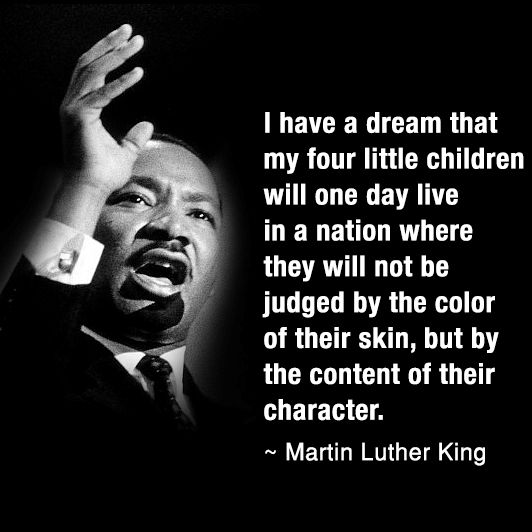 I have a dream that
my four little children
will one day live
in a nation where
they will not be
judged by the color
of their skin, but by
the content of their
character.
~ Martin Luther King